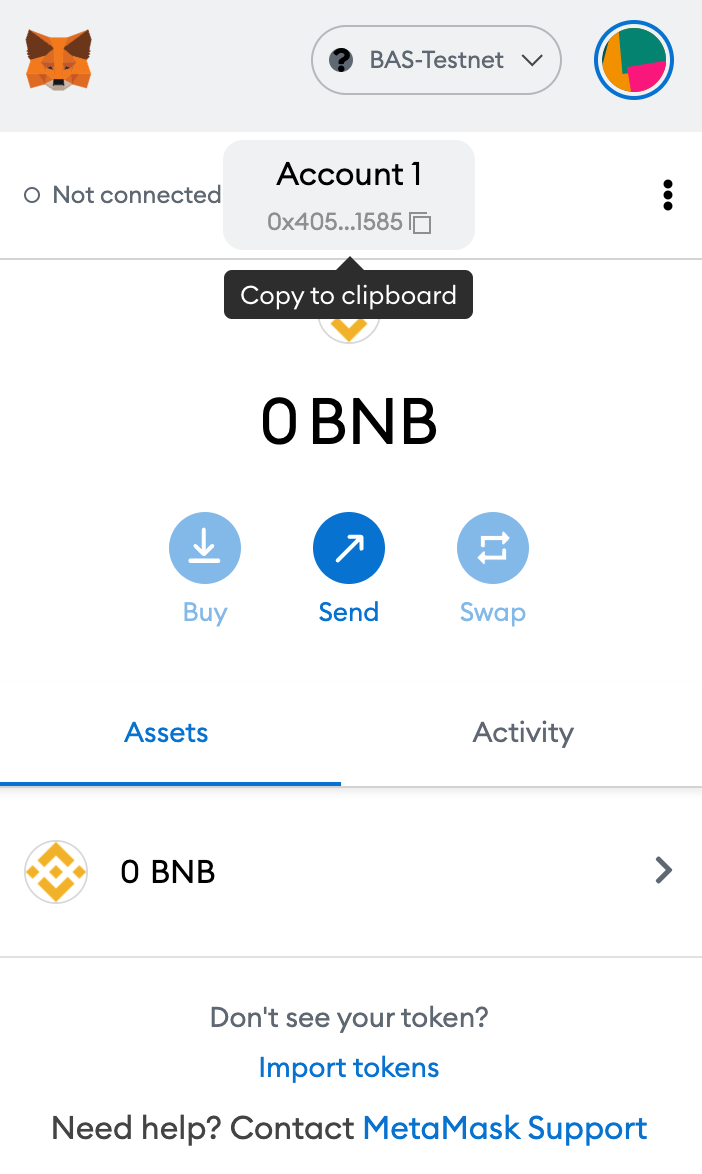 BAS-Testnet
Not connected
Account 1
0x405...1585
Copy to clipboard
0 BNB
Buy
Send
Swap
Assets
Activity
0 BNB
Don't see your token?
Import tokens
Need help? Contact MetaMask Support